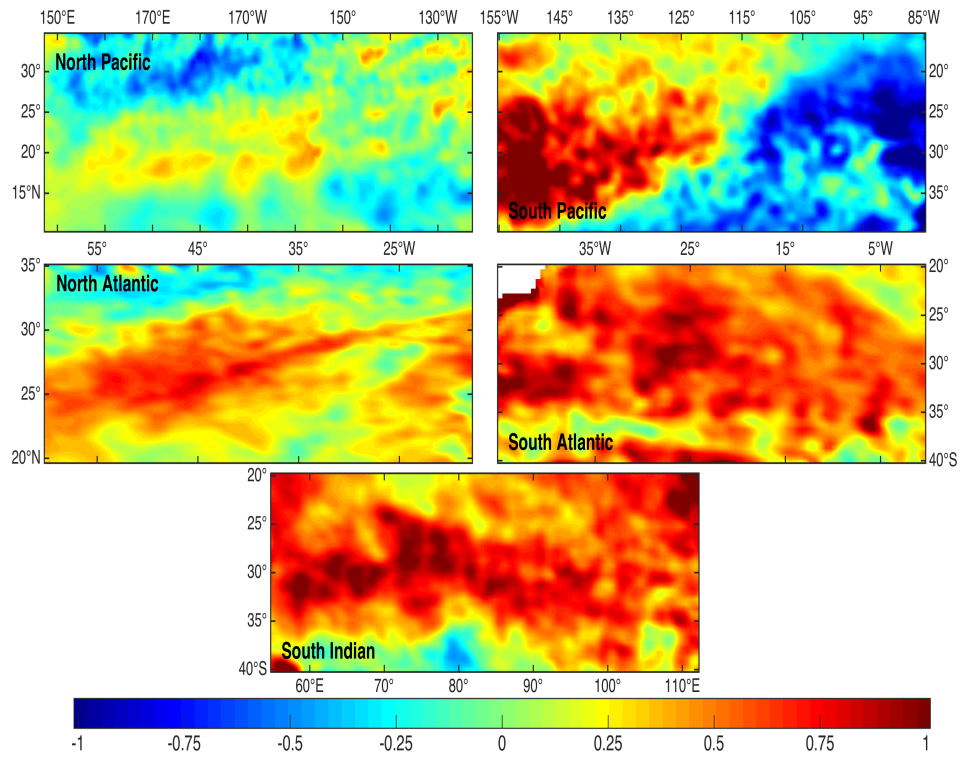 150°E 170°E 170°W 150° 130°W
155°W 145° 135° 125° 115° 105° 95° 85°W
North Pacific
30°
25°
20°
15°N
South Pacific
20°
25°
30°
35°
55° 45° 35° 25°W
35°W 25° 15° 5°W
North Atlantic
35°
30°
25°
20°N
South Atlantic
20°
25°
30°
35°
40°S
South Indian
20°
25°
30°
35°
40°S
60°E 70° 80° 90° 100° 110°E
-1 -0.75 -0.5 -0.25 0 0.25 0.5 0.75 1